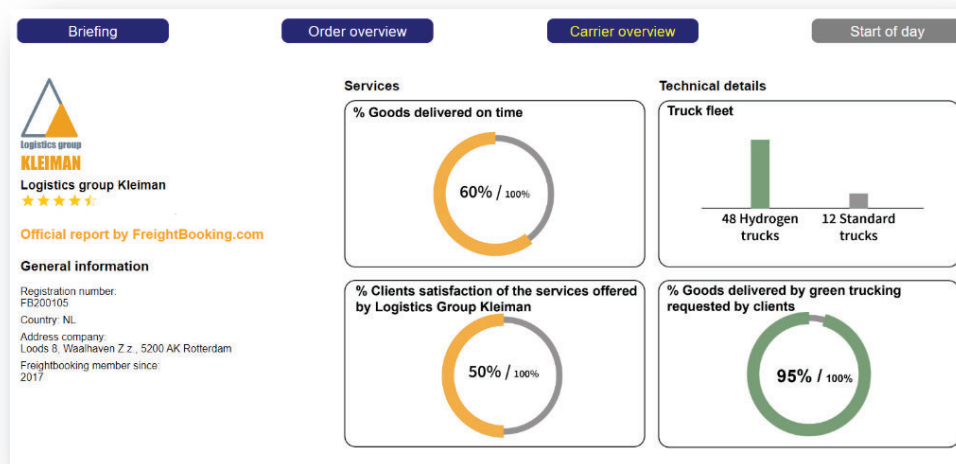 Briefing
Order overview
Carrier overview
Start of day
Logistics group
KLEIMAN
Logistics group Kleiman
Official report by FreightBooking.com
General information
Registration number:
FB200105
Country: NL
Address company:
Loods 8, Waalhaven Z.z., 5200 AK Rotterdam
Freightbooking member since:
2017
Services
% Goods delivered on time
60% / 100%
% Clients satisfaction of the services offered
by Logistics Group Kleiman
50% / 100%
Technical details
Truck fleet
48 Hydrogen
trucks
12 Standard
trucks
% Goods delivered by green trucking
requested by clients
95% / 100%